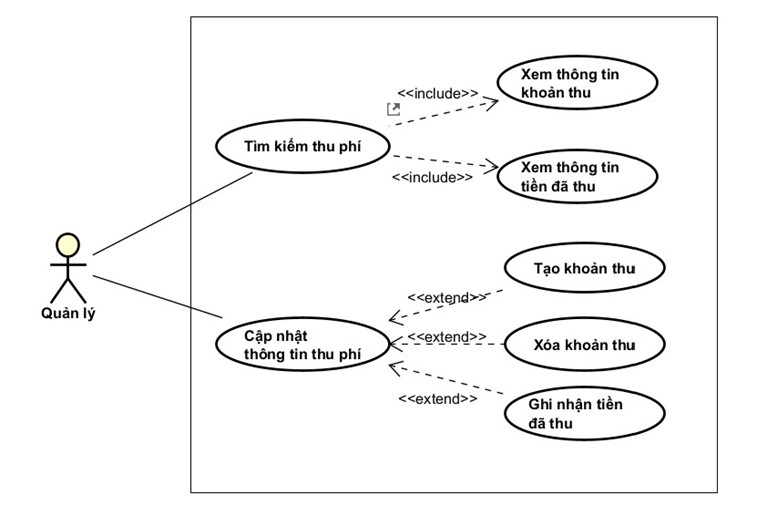 <<include>>
Xem thông tin
khoản thu
Tìm kiếm thu phí
<<include>>
Xem thông tin
tiền đã thu
Quản lý
Tạo khoản thu
<<extend>>
Cập nhật
thông tin thu phí
<<extend>>
Xóa khoản thu
<<extend>>
Ghi nhận tiền
đã thu